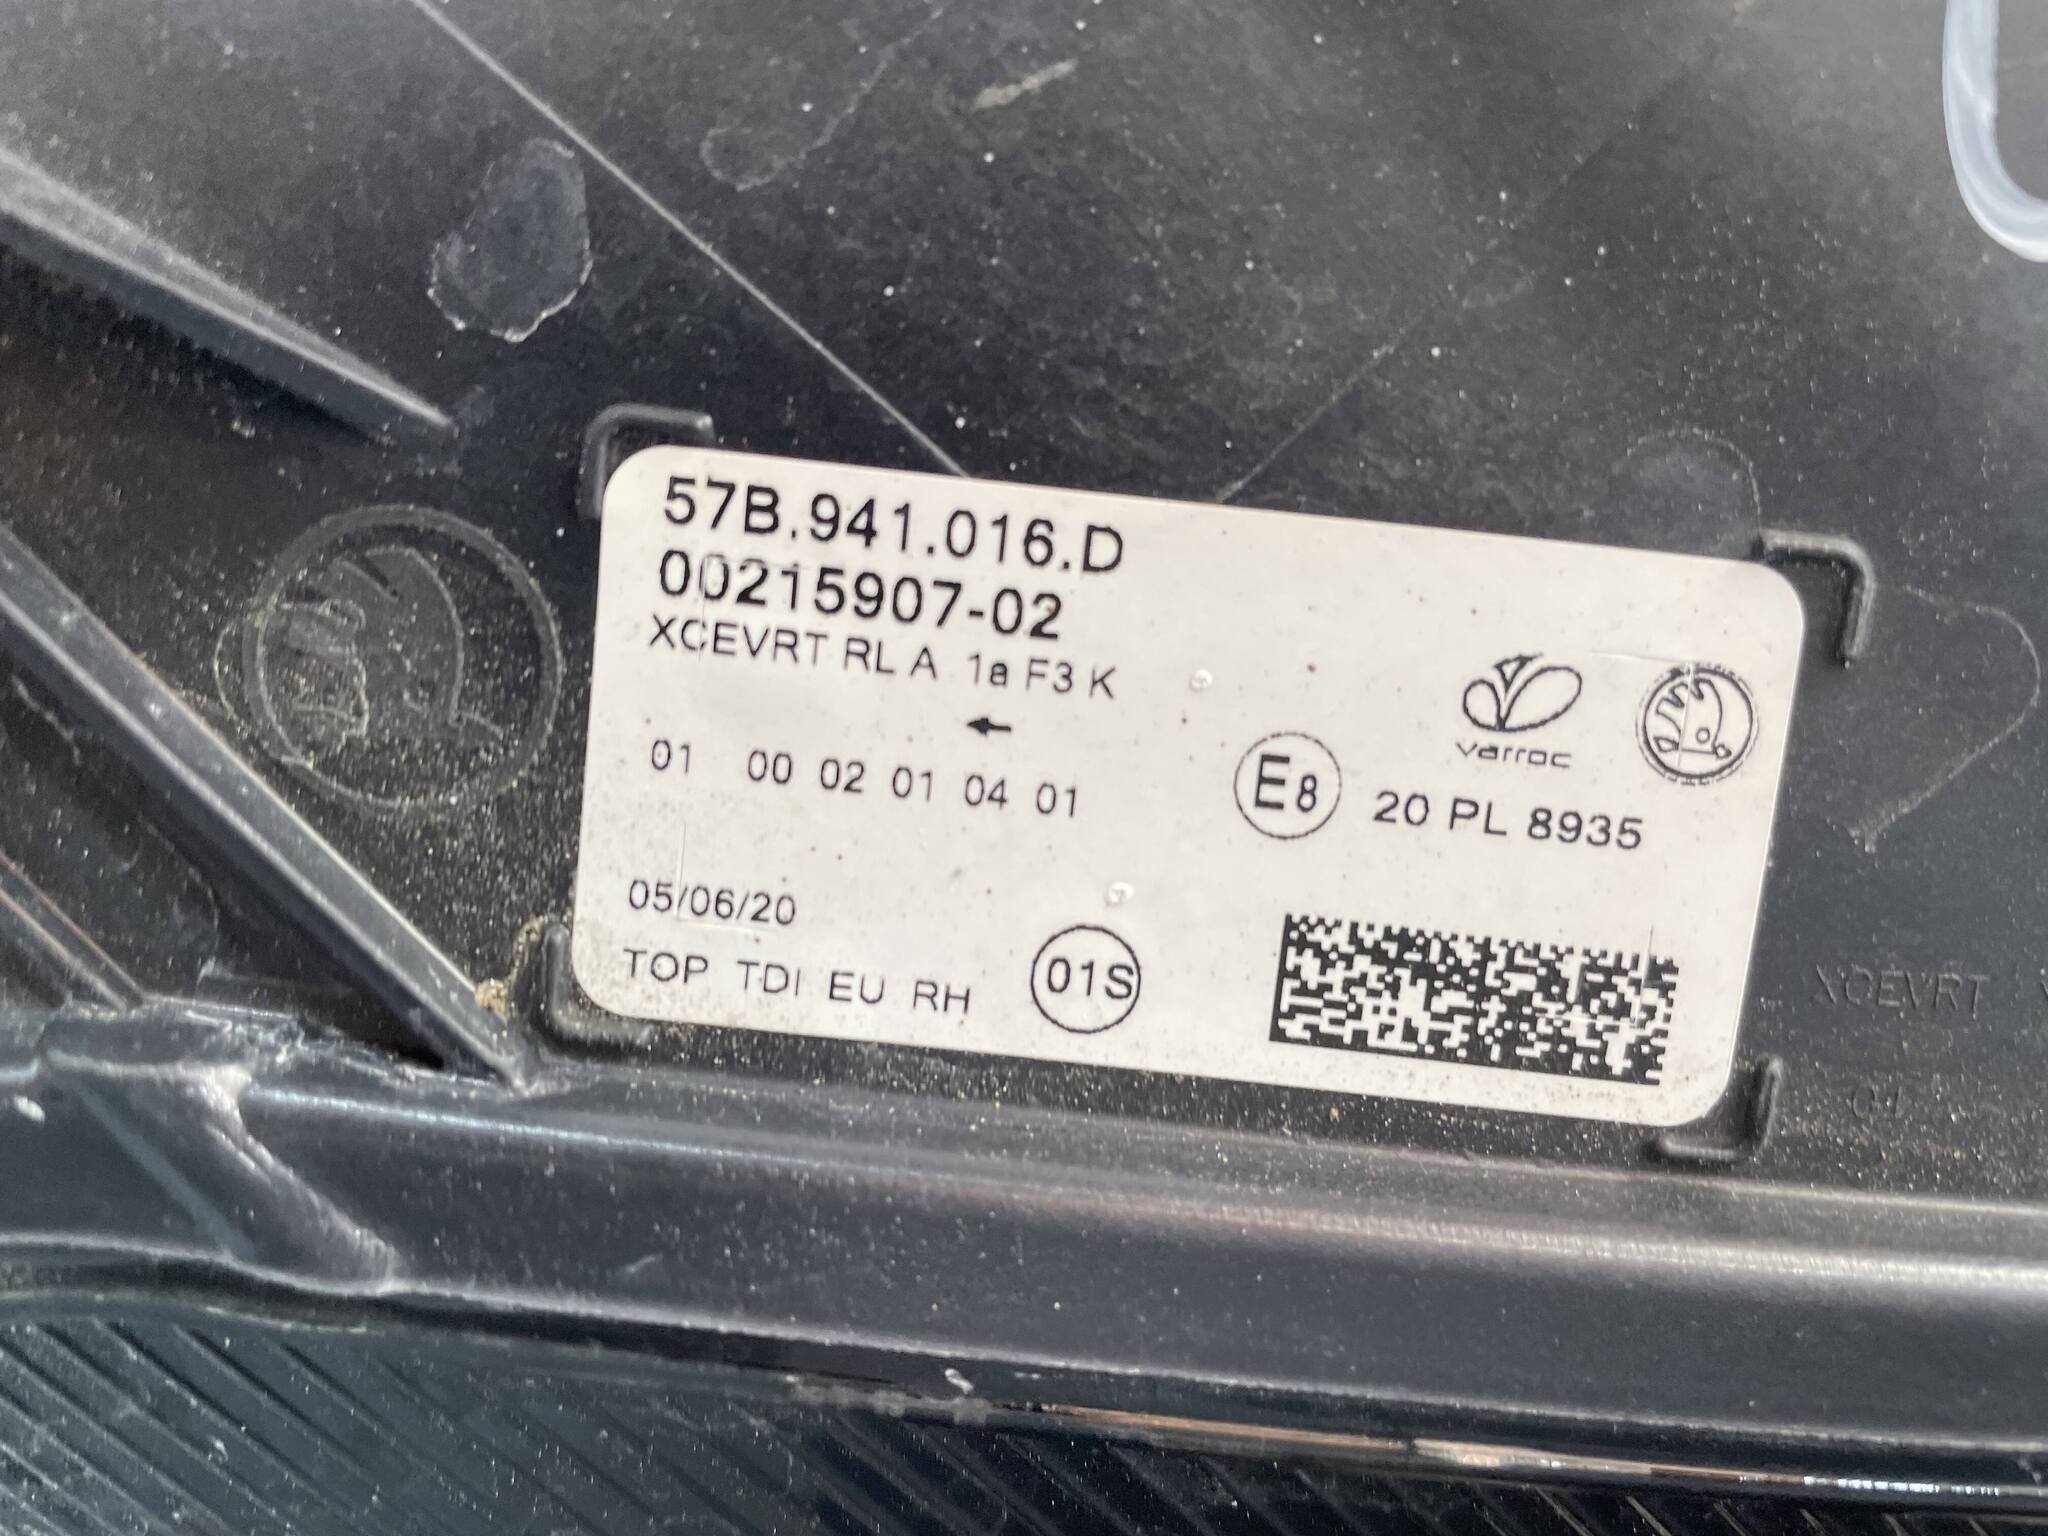 57B.941.016.D
00215907-02
XCEVRT RL A 1a F3 K
←
01 00 02 01 04 01
E8 20 PL 8935
varroc
05/06/20
TOP TDI EU RH
01S
XCEVRT
04